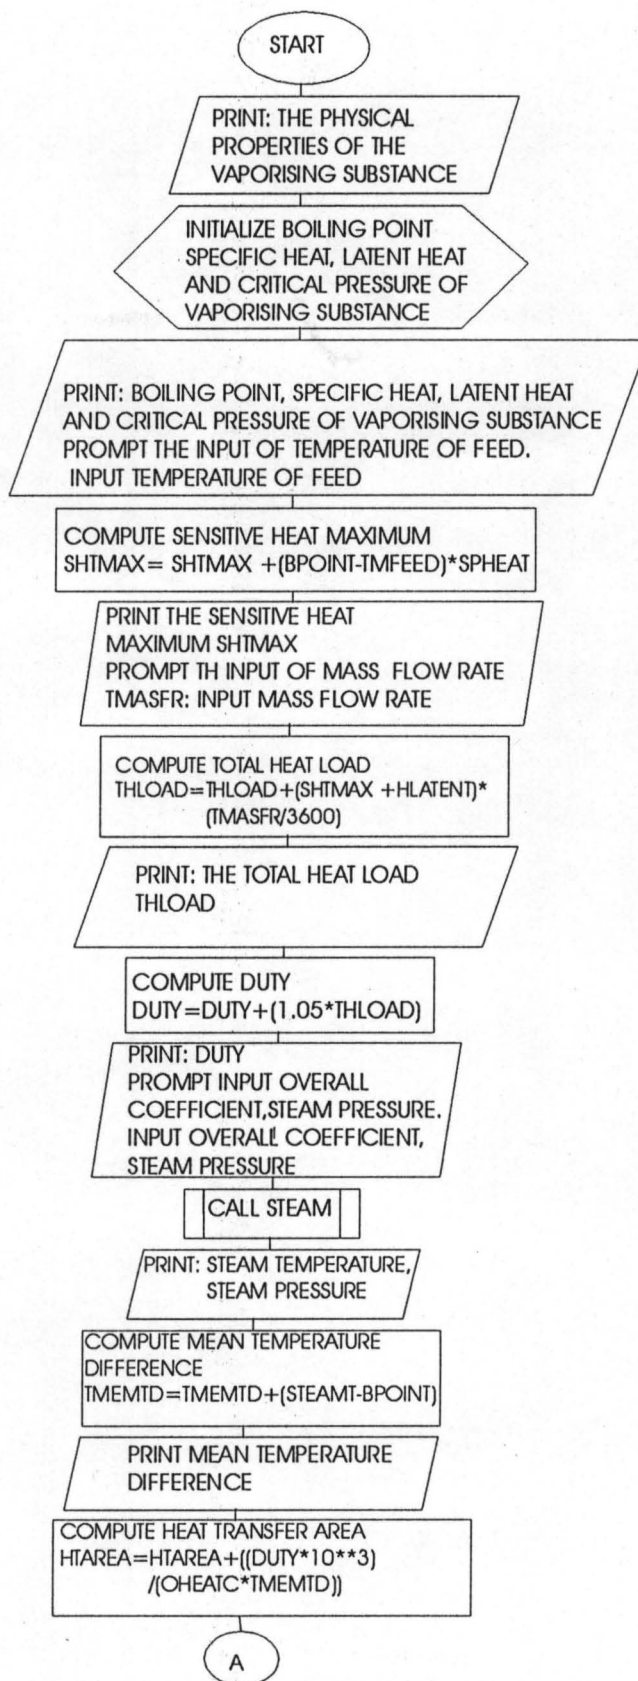 START
PRINT: THE PHYSICAL
PROPERTIES OF THE
VAPORISING SUBSTANCE
INITIALIZE BOILING POINT
SPECIFIC HEAT, LATENT HEAT
AND CRITICAL PRESSURE OF
VAPORISING SUBSTANCE
PRINT: BOILING POINT, SPECIFIC HEAT, LATENT HEAT
AND CRITICAL PRESSURE OF VAPORISING SUBSTANCE
PROMPT THE INPUT OF TEMPERATURE OF FEED.
INPUT TEMPERATURE OF FEED
COMPUTE SENSITIVE HEAT MAXIMUM
SHTMAX= SHTMAX +(BPOINT-TMFEED)*SPHEAT
PRINT THE SENSITIVE HEAT
MAXIMUM SHTMAX
PROMPT TH INPUT OF MASS FLOW RATE
TMASFR: INPUT MASS FLOW RATE
COMPUTE TOTAL HEAT LOAD
THLOAD=THLOAD+(SHTMAX +HLATENT)*
(TMASFR/3600)
PRINT: THE TOTAL HEAT LOAD
THLOAD
COMPUTE DUTY
DUTY=DUTY+(1.05*THLOAD)
PRINT: DUTY
PROMPT INPUT OVERALL
COEFFICIENT,STEAM PRESSURE.
INPUT OVERALL COEFFICIENT,
STEAM PRESSURE
CALL STEAM
PRINT: STEAM TEMPERATURE,
STEAM PRESSURE
COMPUTE MEAN TEMPERATURE
DIFFERENCE
TMEMTD=TMEMTD+(STEAMT-BPOINT)
PRINT MEAN TEMPERATURE
DIFFERENCE
COMPUTE HEAT TRANSFER AREA
HTAREA=HTAREA+((DUTY*10**3)
/(OHEATC*TMEMTD))
A